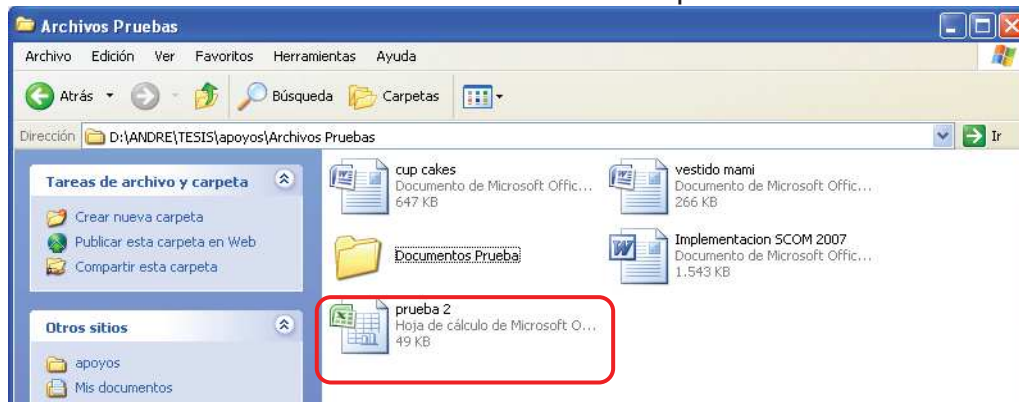 Archivos Pruebas
Archivo Edición Ver Favoritos Herramientas Ayuda
Atrás Búsqueda Carpetas
Dirección D:\ANDRE\TESIS\apoyos\Archivos Pruebas Ir
Tareas de archivo y carpeta
Crear nueva carpeta
Publicar esta carpeta en Web
Compartir esta carpeta
Otros sitios
apoyos
Mis documentos
cup cakes
Documento de Microsoft Offic...
647 KB
vestido mami
Documento de Microsoft Offic...
266 KB
Documentos Prueba
Implementacion SCOM 2007
Documento de Microsoft Offic...
1.543 KB
prueba 2
Hoja de cálculo de Microsoft O...
49 KB